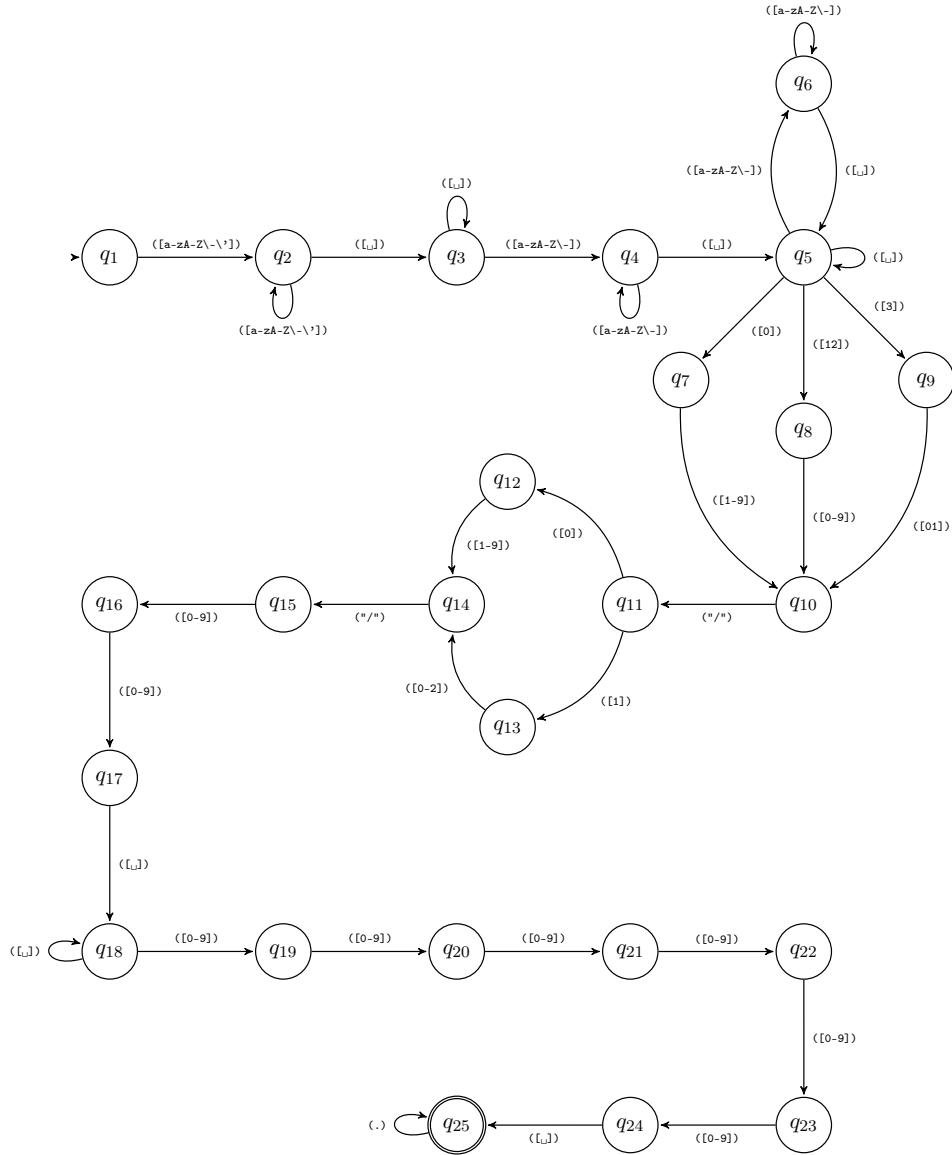 ([a-zA-Z\-])
q6
([a-zA-Z\-]) ([␣])
([␣])
q1 ([a-zA-Z\-\']) q2 ([␣]) q3 ([a-zA-Z\-]) q4 ([␣]) q5 ([␣])
([a-zA-Z\-\']) ([a-zA-Z\-])
([0]) ([12]) ([3])
q7 q9
q8
q12
([1-9]) ([0-9]) ([01])
([1-9]) ([0])
q16 ([0-9]) q15 ("/") q14 q11 ("/") q10
([0-9]) ([0-2]) ([1])
q13
q17
([␣])
([␣]) q18 ([0-9]) q19 ([0-9]) q20 ([0-9]) q21 ([0-9]) q22
([0-9])
(.) q25 ([␣]) q24 ([0-9]) q23